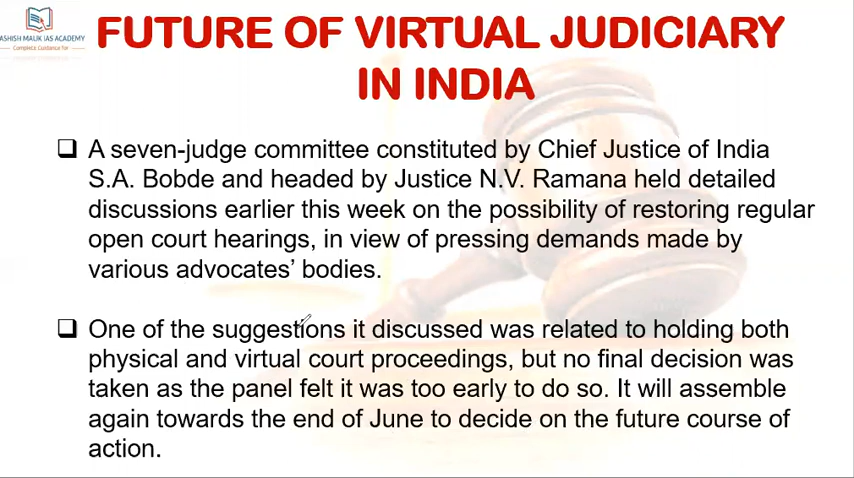 ASHISH MALIK IAS ACADEMY
Complete Guidance for
FUTURE OF VIRTUAL JUDICIARY
IN INDIA
A seven-judge committee constituted by Chief Justice of India
S.A. Bobde and headed by Justice N.V. Ramana held detailed
discussions earlier this week on the possibility of restoring regular
open court hearings, in view of pressing demands made by
various advocates’ bodies.
One of the suggestions it discussed was related to holding both
physical and virtual court proceedings, but no final decision was
taken as the panel felt it was too early to do so. It will assemble
again towards the end of June to decide on the future course of
action.